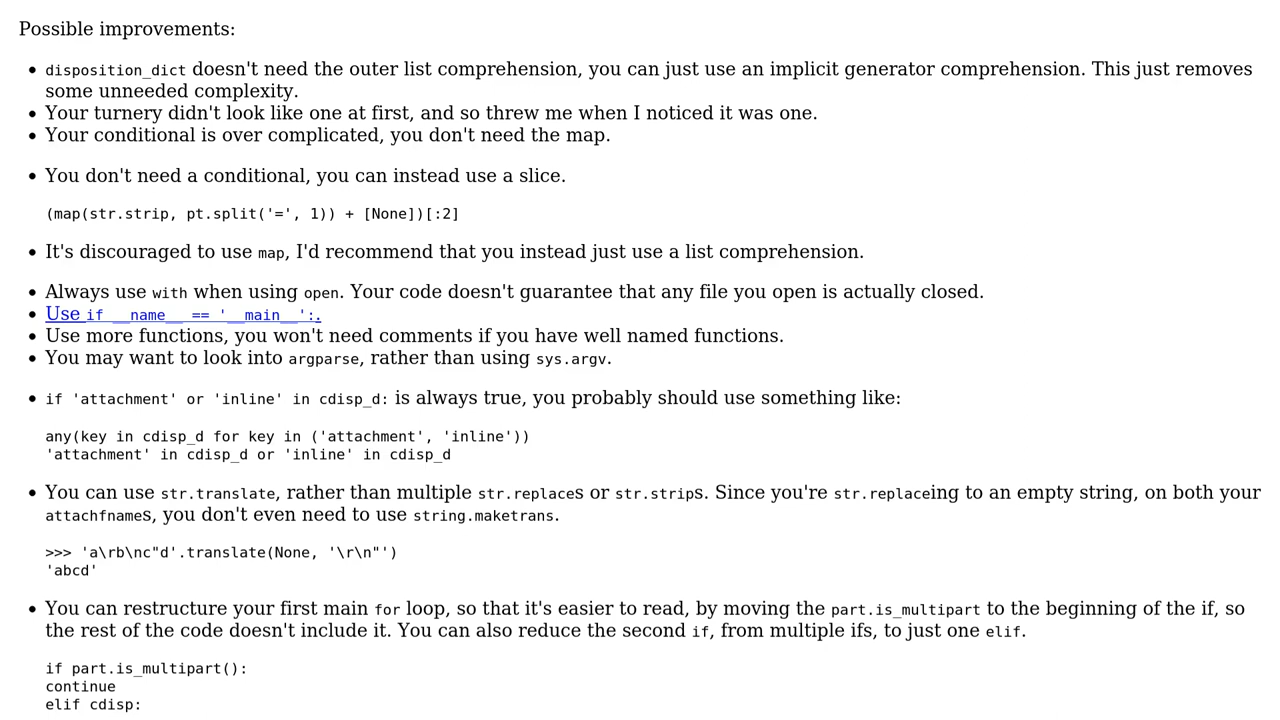 Possible improvements:
disposition_dict doesn't need the outer list comprehension, you can just use an implicit generator comprehension. This just removes
some unneeded complexity.
Your turnery didn't look like one at first, and so threw me when I noticed it was one.
Your conditional is over complicated, you don't need the map.
You don't need a conditional, you can instead use a slice.
(map(str.strip, pt.split('=', 1)) + [None])[:2]
It's discouraged to use map, I'd recommend that you instead just use a list comprehension.
Always use with when using open. Your code doesn't guarantee that any file you open is actually closed.
Use if __name__ == '__main__':.
Use more functions, you won't need comments if you have well named functions.
You may want to look into argparse, rather than using sys.argv.
if 'attachment' or 'inline' in cdisp_d: is always true, you probably should use something like:
any(key in cdisp_d for key in ('attachment', 'inline'))
'attachment' in cdisp_d or 'inline' in cdisp_d
You can use str.translate, rather than multiple str.replaces or str.strips. Since you're str.replaceing to an empty string, on both your
attachfnames, you don't even need to use string.maketrans.
>>> 'a\rb\nc"d'.translate(None, '\r\n"')
'abcd'
You can restructure your first main for loop, so that it's easier to read, by moving the part.is_multipart to the beginning of the if, so
the rest of the code doesn't include it. You can also reduce the second if, from multiple ifs, to just one elif.
if part.is_multipart():
continue
elif cdisp: